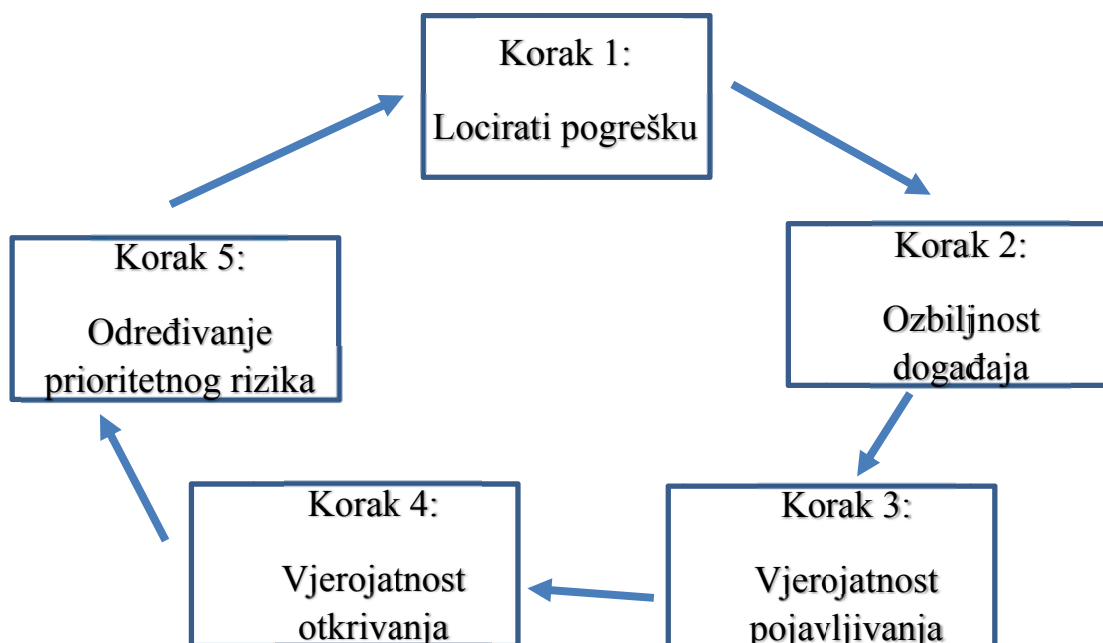 Korak 1:
Locirati pogrešku
Korak 2:
Ozbiljnost
događaja
Korak 3:
Vjerojatnost
pojavljivanja
Korak 4:
Vjerojatnost
otkrivanja
Korak 5:
Određivanje
prioritetnog rizika